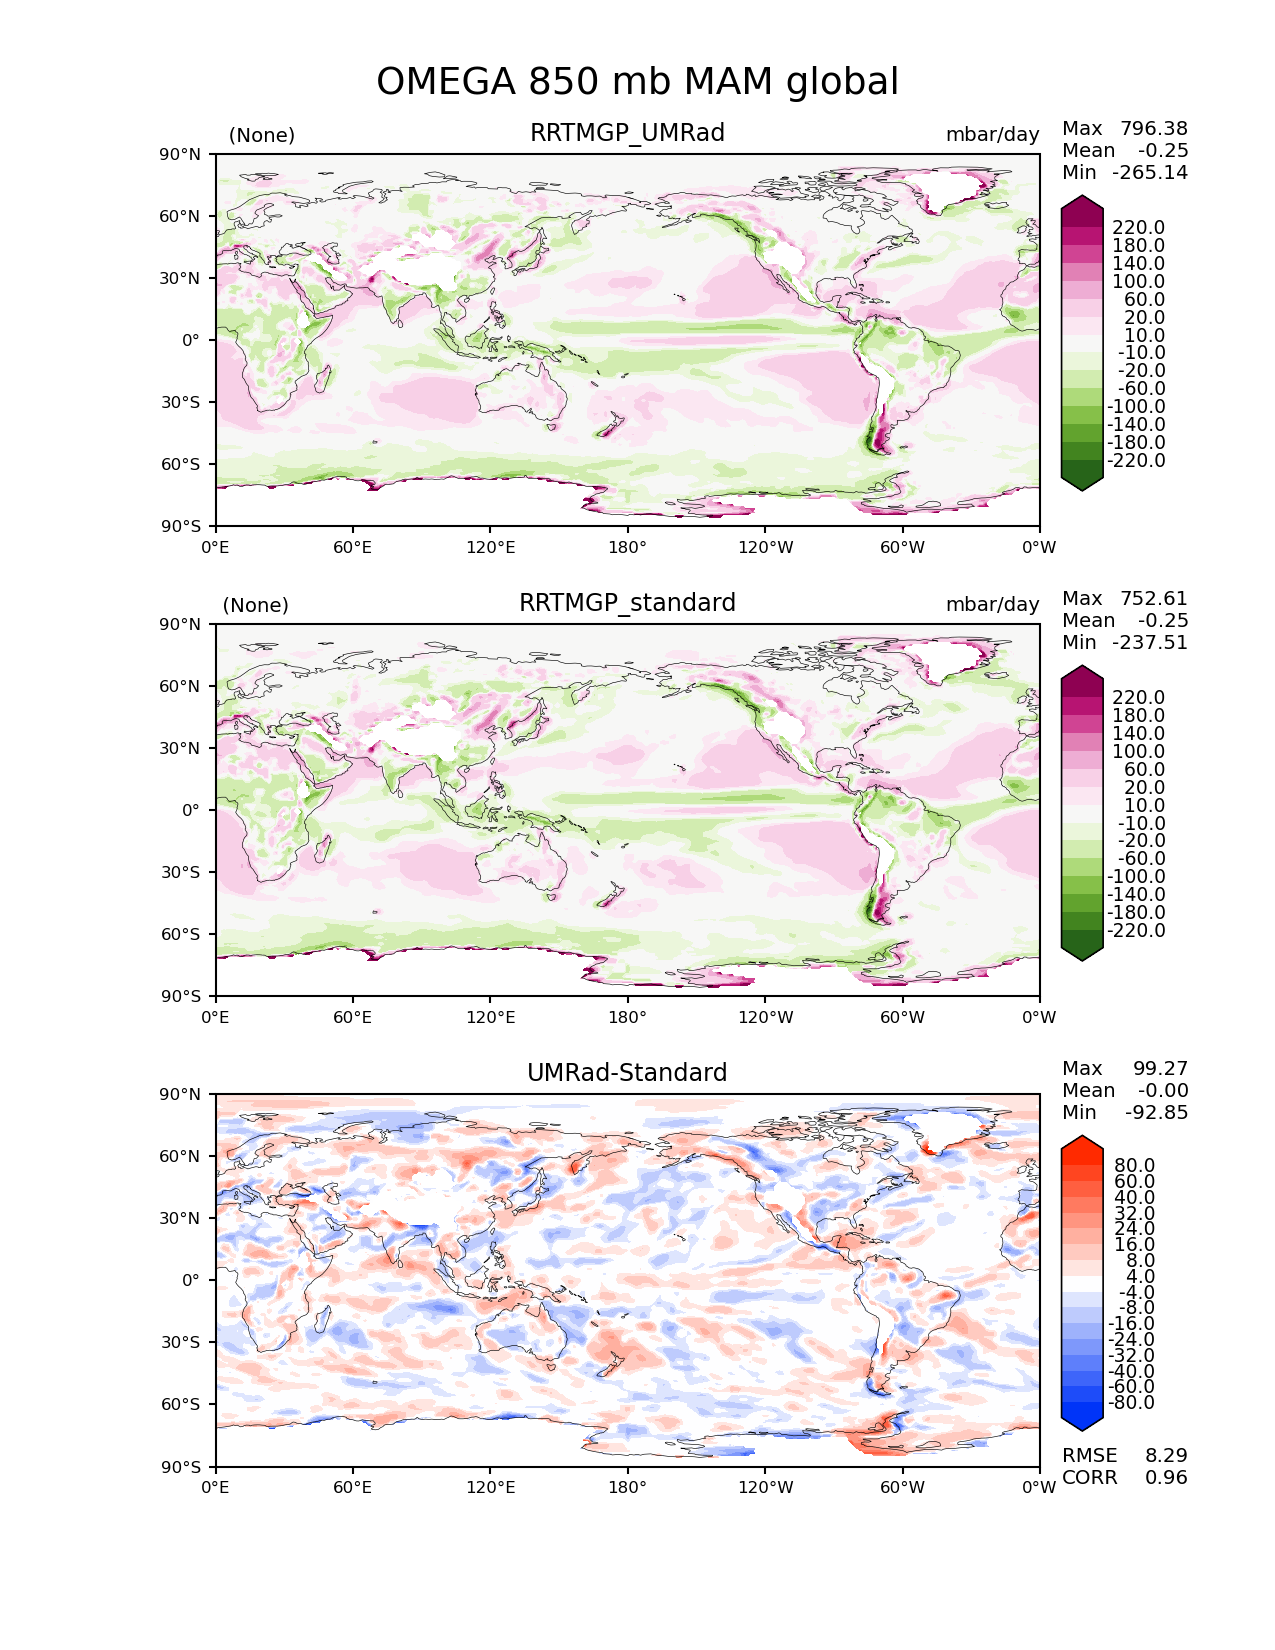 OMEGA 850 mb MAM global
(None) RRTMGP_UMRad mbar/day
Max 796.38
Mean -0.25
Min -265.14
90°N
60°N
30°N
0°
30°S
60°S
90°S
0°E 60°E 120°E 180° 120°W 60°W 0°W
220.0
180.0
140.0
100.0
60.0
20.0
10.0
-10.0
-20.0
-60.0
-100.0
-140.0
-180.0
-220.0
(None) RRTMGP_standard mbar/day
Max 752.61
Mean -0.25
Min -237.51
90°N
60°N
30°N
0°
30°S
60°S
90°S
0°E 60°E 120°E 180° 120°W 60°W 0°W
220.0
180.0
140.0
100.0
60.0
20.0
10.0
-10.0
-20.0
-60.0
-100.0
-140.0
-180.0
-220.0
UMRad-Standard
Max 99.27
Mean -0.00
Min -92.85
90°N
60°N
30°N
0°
30°S
60°S
90°S
0°E 60°E 120°E 180° 120°W 60°W 0°W
80.0
60.0
40.0
32.0
24.0
16.0
8.0
4.0
-4.0
-8.0
-16.0
-24.0
-32.0
-40.0
-60.0
-80.0
RMSE 8.29
CORR 0.96